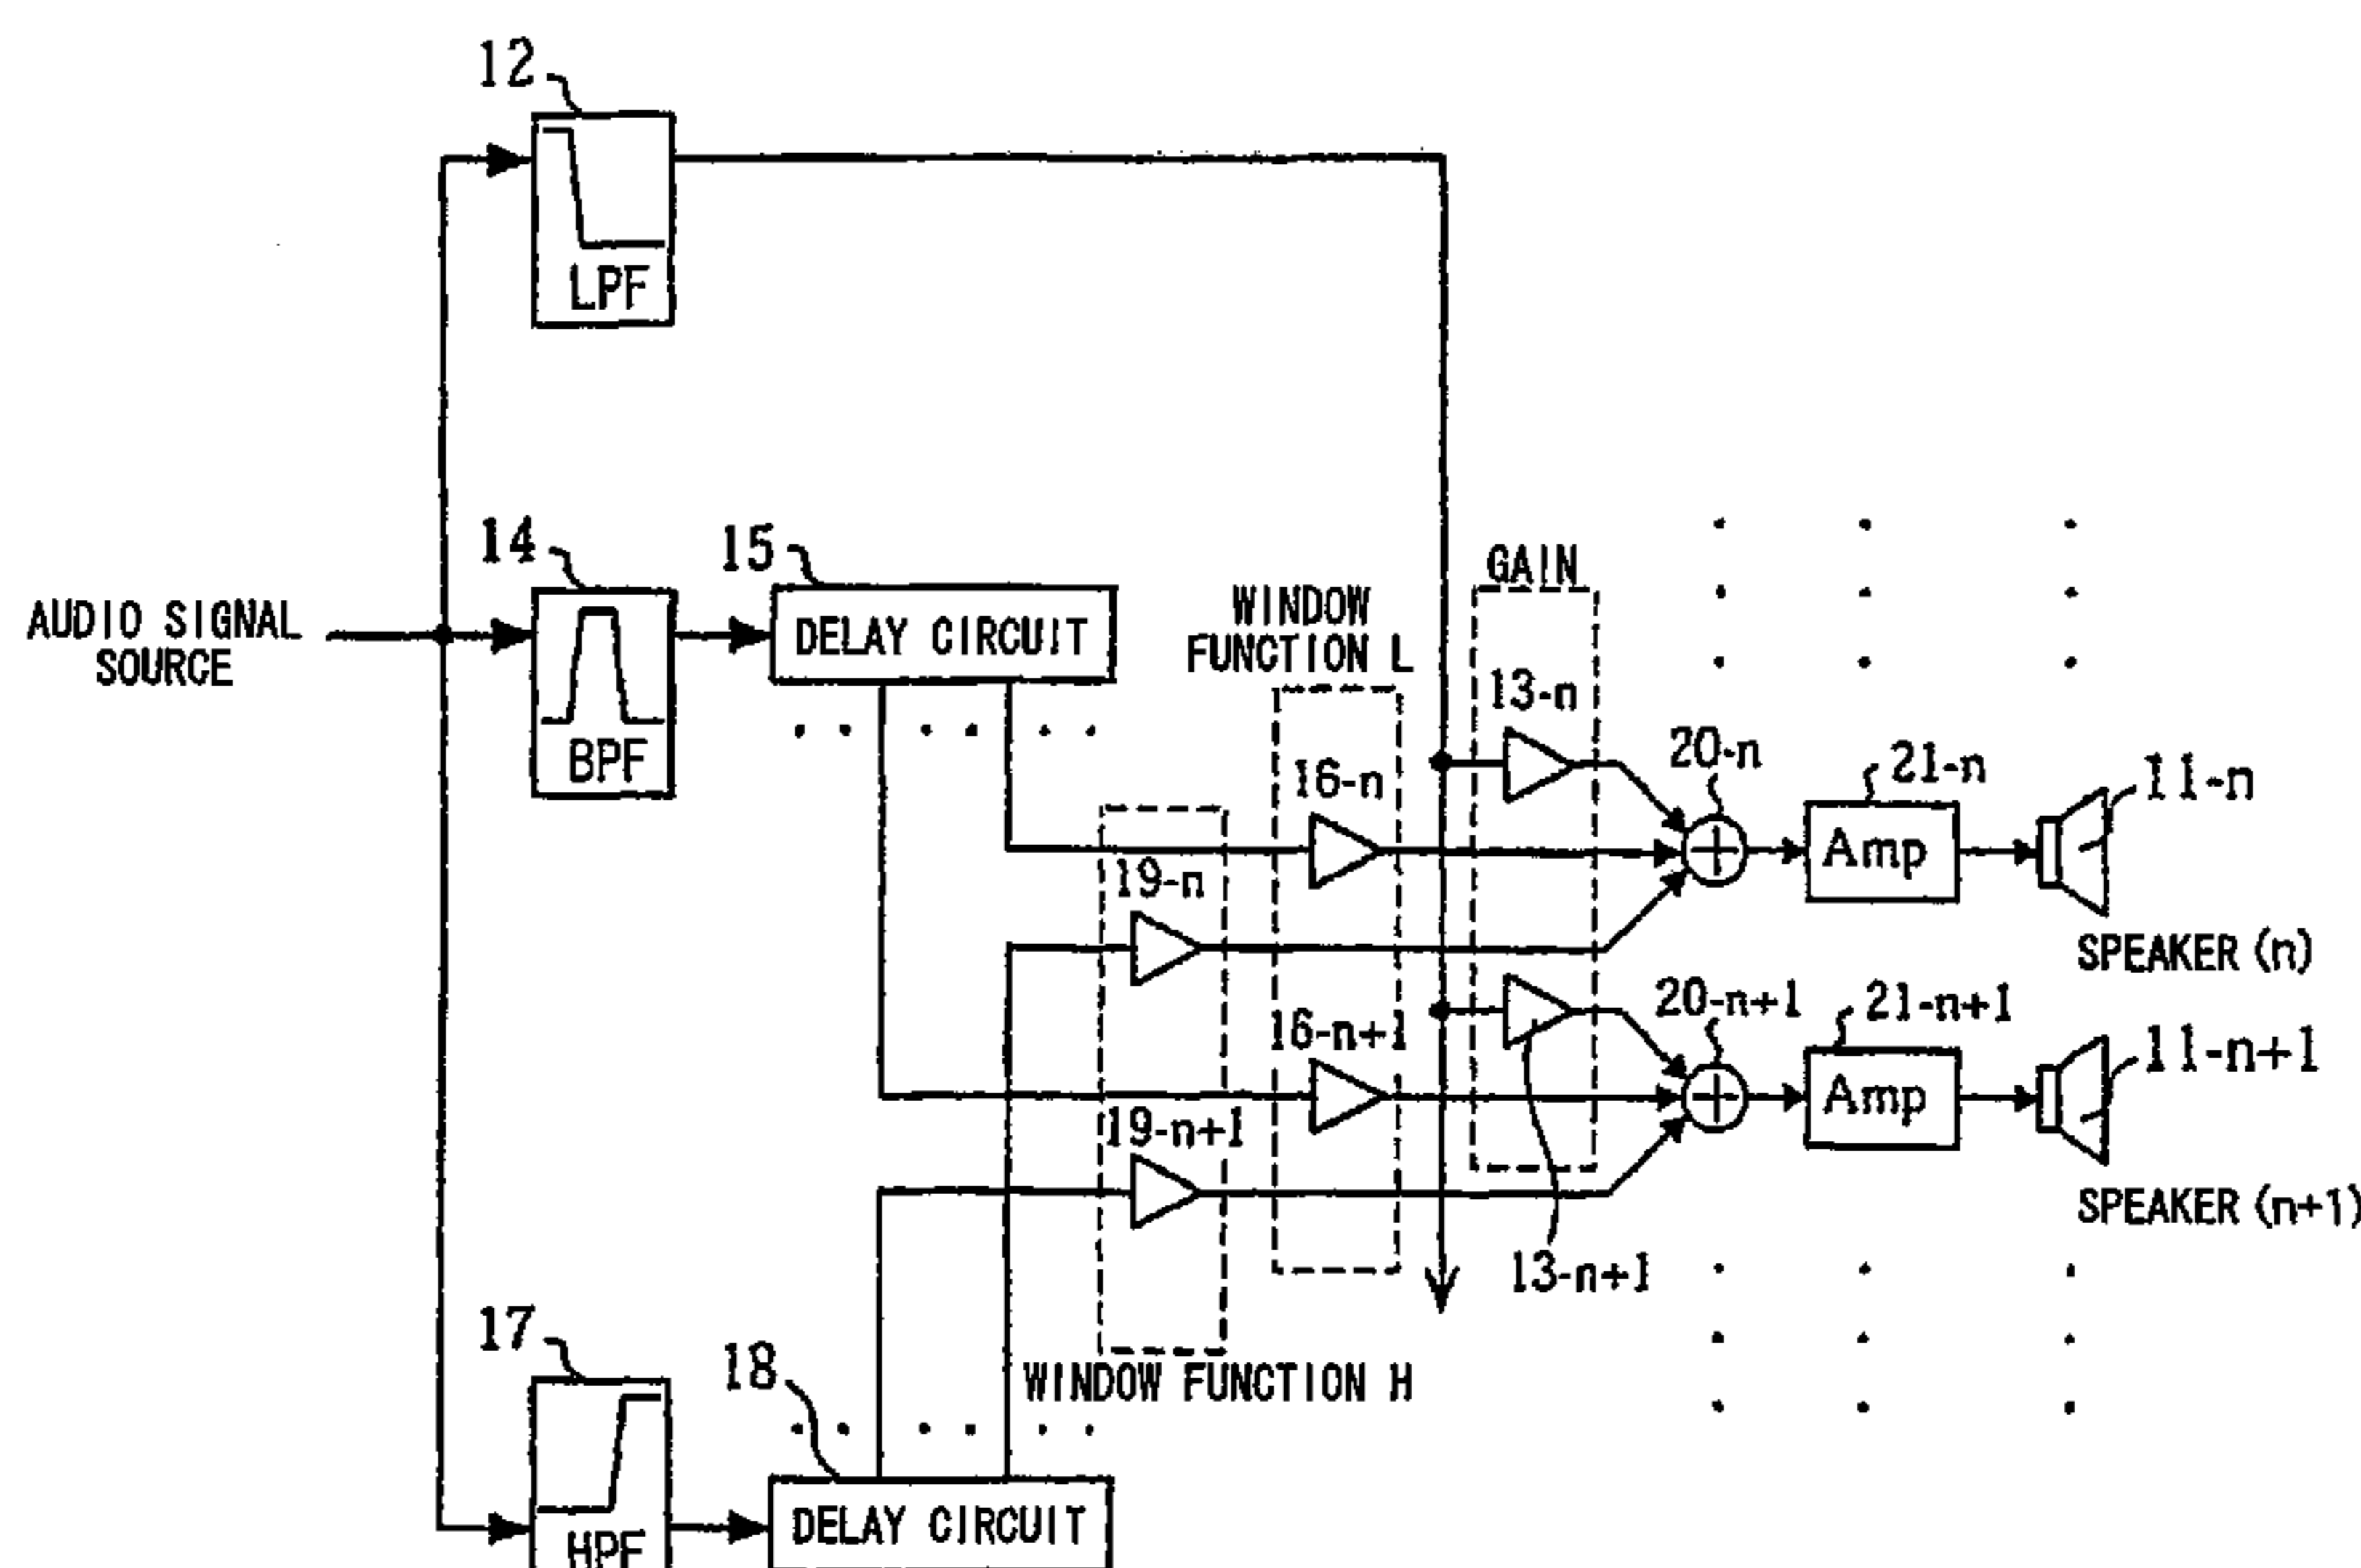 12
LPF
14
15
GAIN
AUDIO SIGNAL
SOURCE
DELAY CIRCUIT
WINDOW
FUNCTION L
13-n
BPF
16-n
20-n
21-n
11-n
Amp
19-n
SPEAKER (n)
16-n+1
20-n+1
21-n+1
11-n+1
Amp
19-n+1
SPEAKER (n+1)
13-n+1
17
18
WINDOW FUNCTION H
DELAY CIRCUIT
HPF